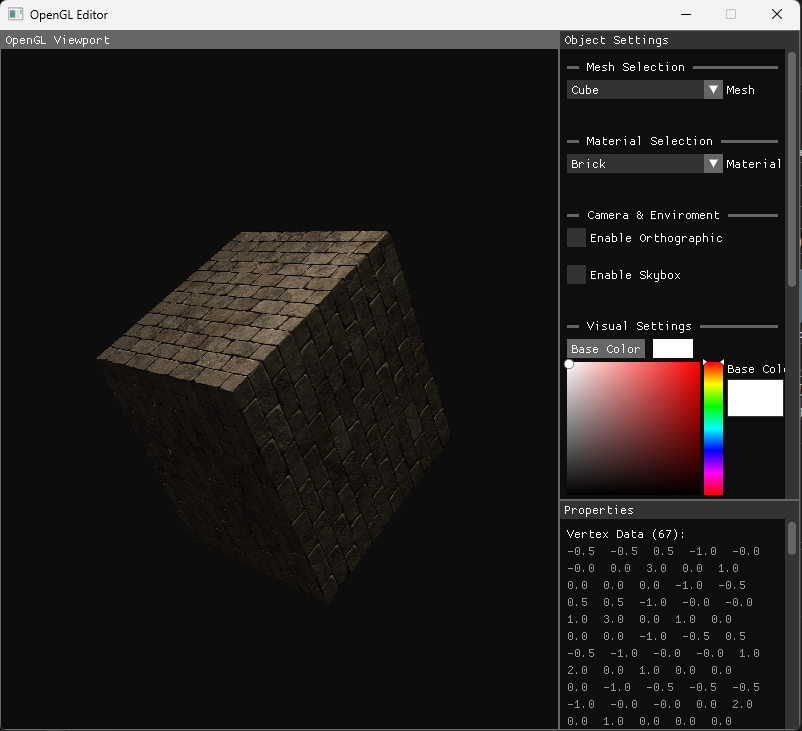 OpenGL Editor
OpenGL Viewport
Object Settings
Mesh Selection
Cube Mesh
Material Selection
Brick Material
Camera & Enviroment
Enable Orthographic
Enable Skybox
Visual Settings
Base Color
Base Col
Properties
Vertex Data (67):
-0.5 -0.5 0.5 -1.0 -0.0
-0.0 0.0 3.0 0.0 1.0
0.0 0.0 0.0 -1.0 -0.5
0.5 0.5 -1.0 -0.0 -0.0
1.0 3.0 0.0 1.0 0.0
0.0 0.0 -1.0 -0.5 0.5
-0.5 -1.0 -0.0 -0.0 1.0
2.0 0.0 1.0 0.0 0.0
0.0 -1.0 -0.5 -0.5 -0.5
-1.0 -0.0 -0.0 0.0 2.0
0.0 1.0 0.0 0.0 0.0